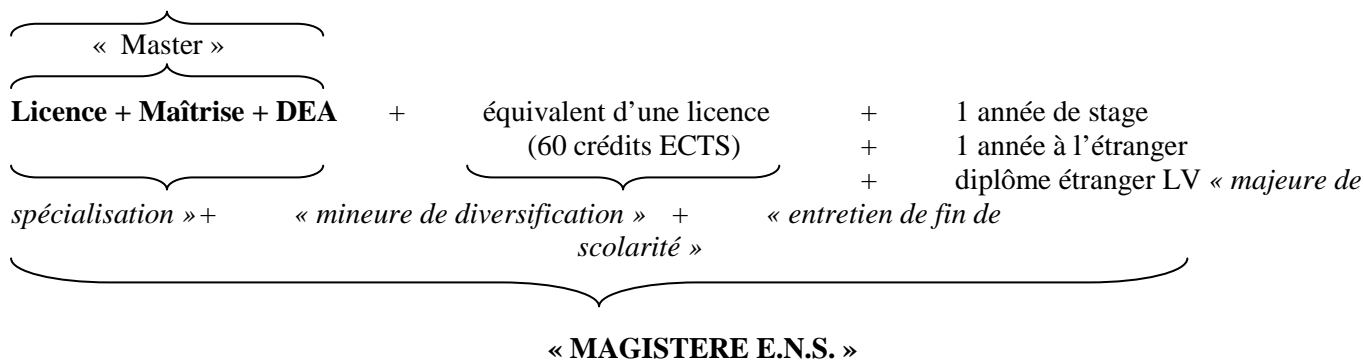 « Master »
Licence + Maîtrise + DEA + équivalent d’une licence + 1 année de stage
(60 crédits ECTS) + 1 année à l’étranger
+ diplôme étranger LV « majeure de
spécialisation » + « mineure de diversification » + « entretien de fin de
scolarité »
« MAGISTERE E.N.S. »